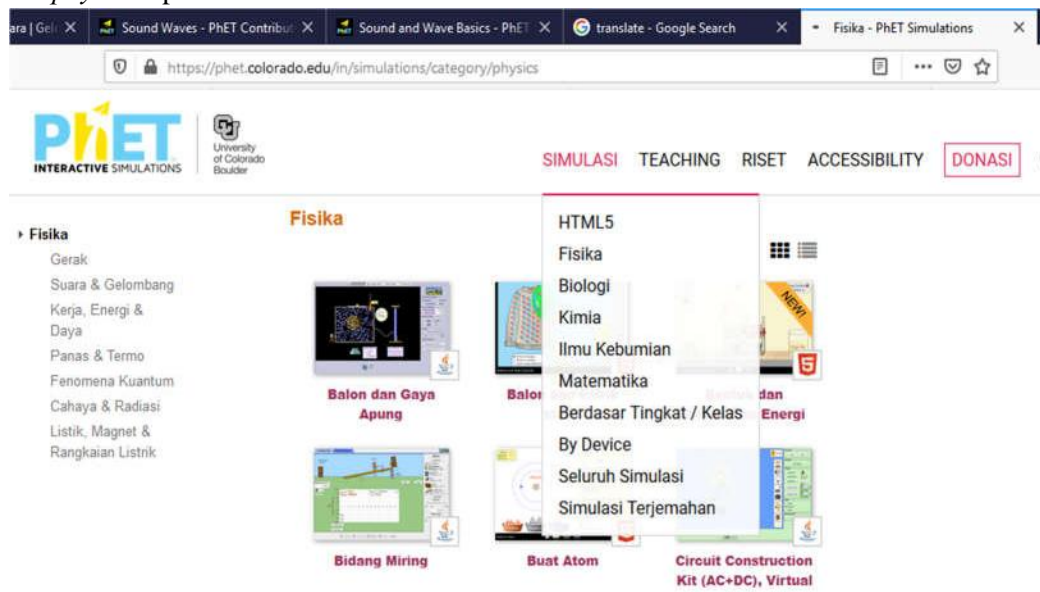 ara | Gel
Sound Waves - PhET Contribut
Sound and Wave Basics - PhET
translate - Google Search
Fisika - PhET Simulations
https://phet.colorado.edu/in/simulations/category/physics
PhET
INTERACTIVE SIMULATIONS
University
of Colorado
Boulder
SIMULASI TEACHING RISET ACCESSIBILITY DONASI
Fisika
Gerak
Suara & Gelombang
Kerja, Energi &
Daya
Panas & Termo
Fenomena Kuantum
Cahaya & Radiasi
Listik, Magnet &
Rangkaian Listrik
Fisika
HTML5
Fisika
Biologi
Kimia
Ilmu Kebumian
Matematika
Berdasar Tingkat / Kelas
By Device
Seluruh Simulasi
Simulasi Terjemahan
NEW!
Balon dan Gaya
Apung
Balon
dan
Energi
Bidang Miring
Buat Atom
Circuit Construction
Kit (AC+DC), Virtual